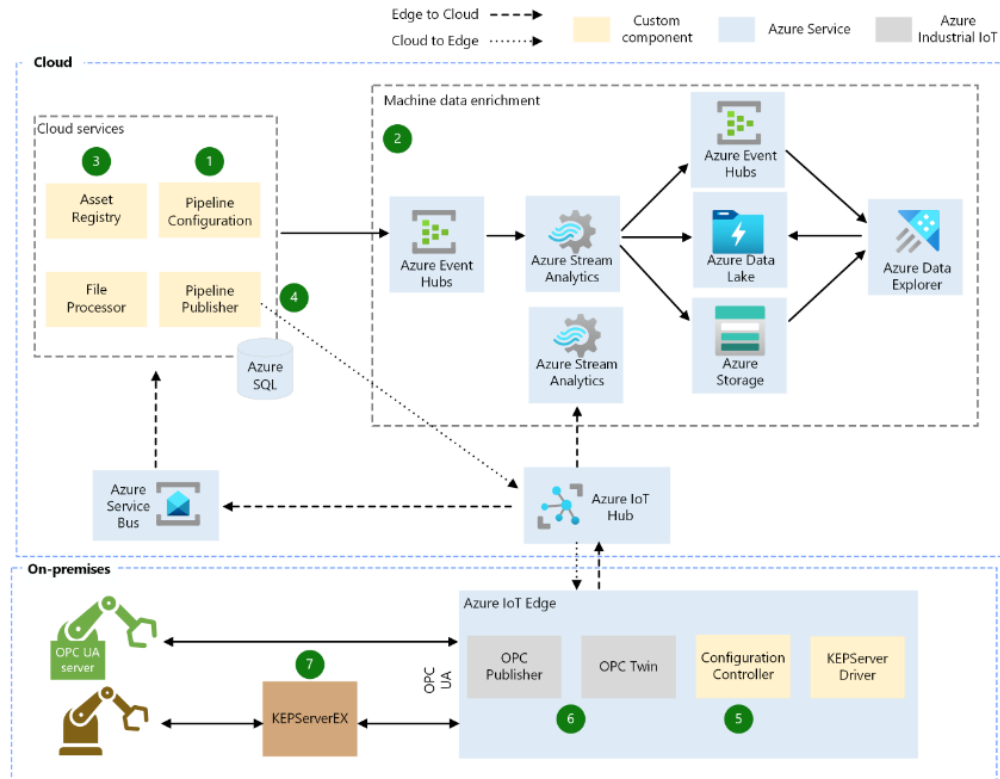 Edge to Cloud
Cloud to Edge
Custom
component
Azure Service
Azure
Industrial IoT
Cloud
Cloud services
3
1
Asset
Registry
Pipeline
Configuration
File
Processor
Pipeline
Publisher
4
Azure
SQL
Machine data enrichment
2
Azure Event
Hubs
Azure Stream
Analytics
Azure Event
Hubs
Azure Data
Lake
Azure
Storage
Azure Data
Explorer
Azure Stream
Analytics
Azure
Service
Bus
Azure IoT
Hub
On-premises
OPC UA
server
7
KEPServerEX
OPC
UA
Azure IoT Edge
OPC
Publisher
OPC Twin
Configuration
Controller
KEPServer
Driver
6
5